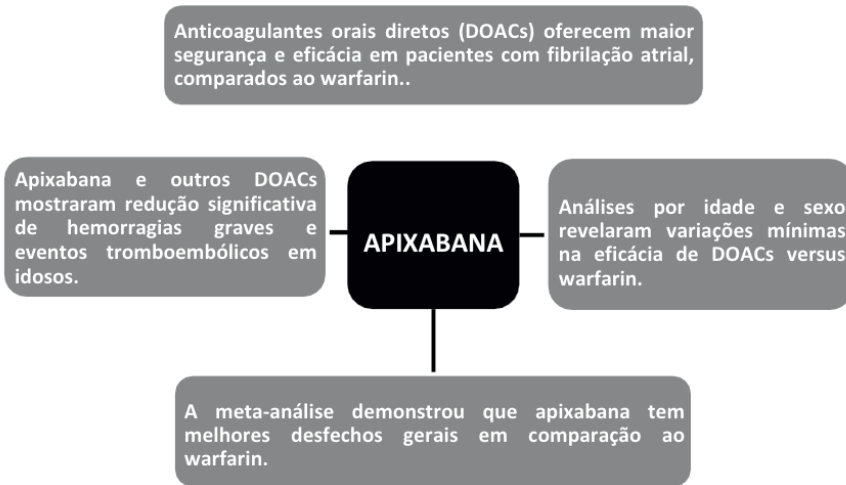 Anticoagulantes orais diretos (DOACs) oferecem maior
segurança e eficácia em pacientes com fibrilação atrial,
comparados ao warfarin..
Apixabana e outros DOACs
mostraram redução significativa
de hemorragias graves e
eventos tromboembólicos em
idosos.
APIXABANA
Análises por idade e sexo
revelaram variações mínimas
na eficácia de DOACs versus
warfarin.
A meta-análise demonstrou que apixabana tem
melhores desfechos gerais em comparação ao
warfarin.